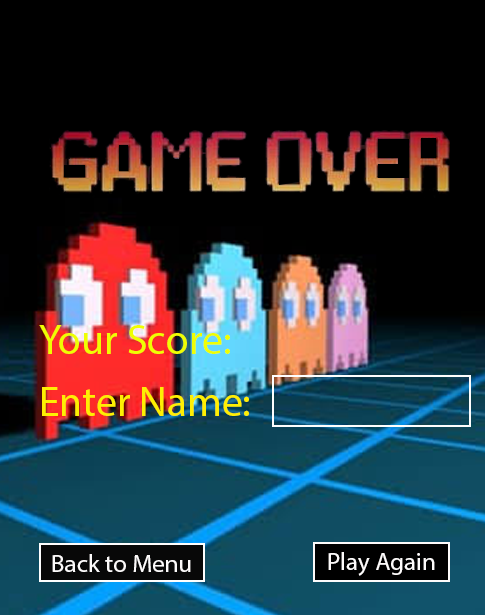 GAME OVER
Your Score:
Enter Name:
Back to Menu
Play Again